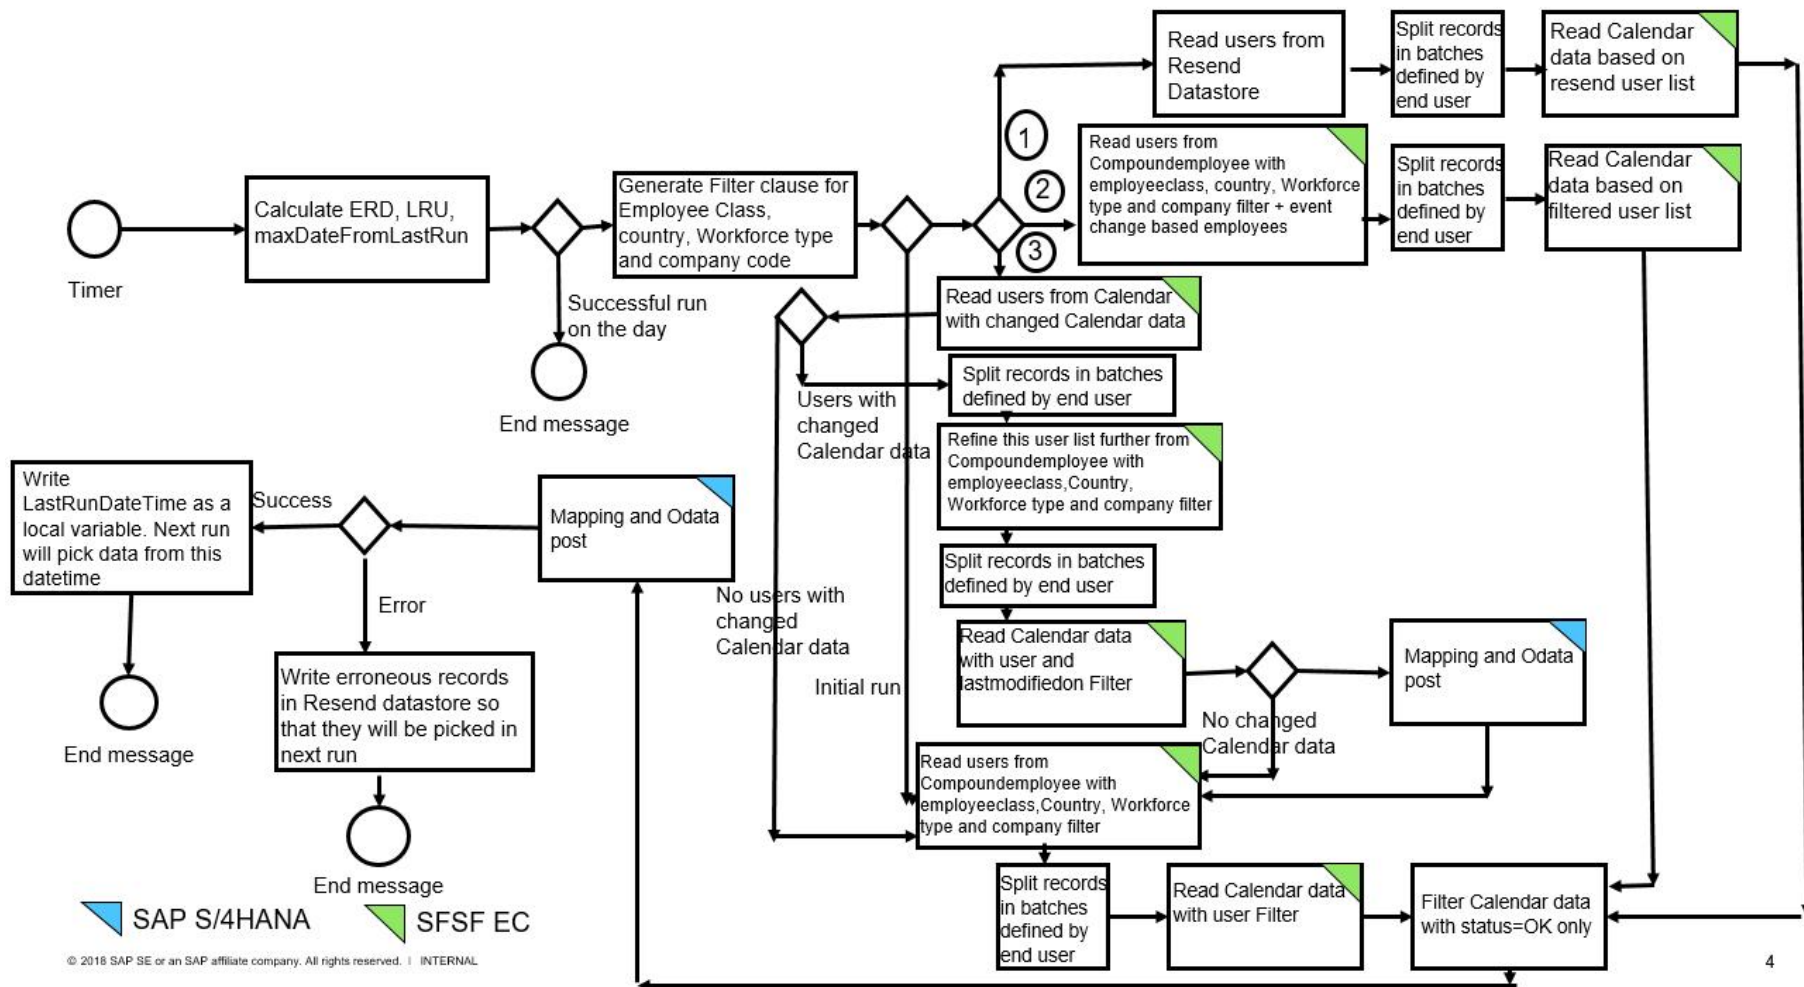 Timer
Calculate ERD, LRU,
maxDateFromLastRun
Successful run
on the day
End message
Generate Filter clause for
Employee Class,
country, Workforce type
and company code
1
2
3
Read users from
Resend
Datastore
Split records
in batches
defined by
end user
Read Calendar
data based on
resend user list
Read users from
Compoundemployee with
employeeclass, country, Workforce
type and company filter + event
change based employees
Split records
in batches
defined by
end user
Read Calendar
data based on
filtered user list
Read users from Calendar
with changed Calendar data
Users with
changed
Calendar data
Split records in batches
defined by end user
Refine this user list further from
Compoundemployee with
employeeclass,Country,
Workforce type and company filter
Split records in batches
defined by end user
Read Calendar data
with user and
lastmodifiedon Filter
No changed
Calendar data
Mapping and Odata
post
No users with
changed
Calendar data
Initial run
Read users from
Compoundemployee with
employeeclass,Country, Workforce
type and company filter
Split records
in batches
defined by
end user
Read Calendar data
with user Filter
Filter Calendar data
with status=OK only
Mapping and Odata
post
Success
Write
LastRunDateTime as a
local variable. Next run
will pick data from this
datetime
End message
Error
Write erroneous records
in Resend datastore so
that they will be picked in
next run
End message
SAP S/4HANA
SFSF EC
© 2018 SAP SE or an SAP affiliate company. All rights reserved. | INTERNAL
4